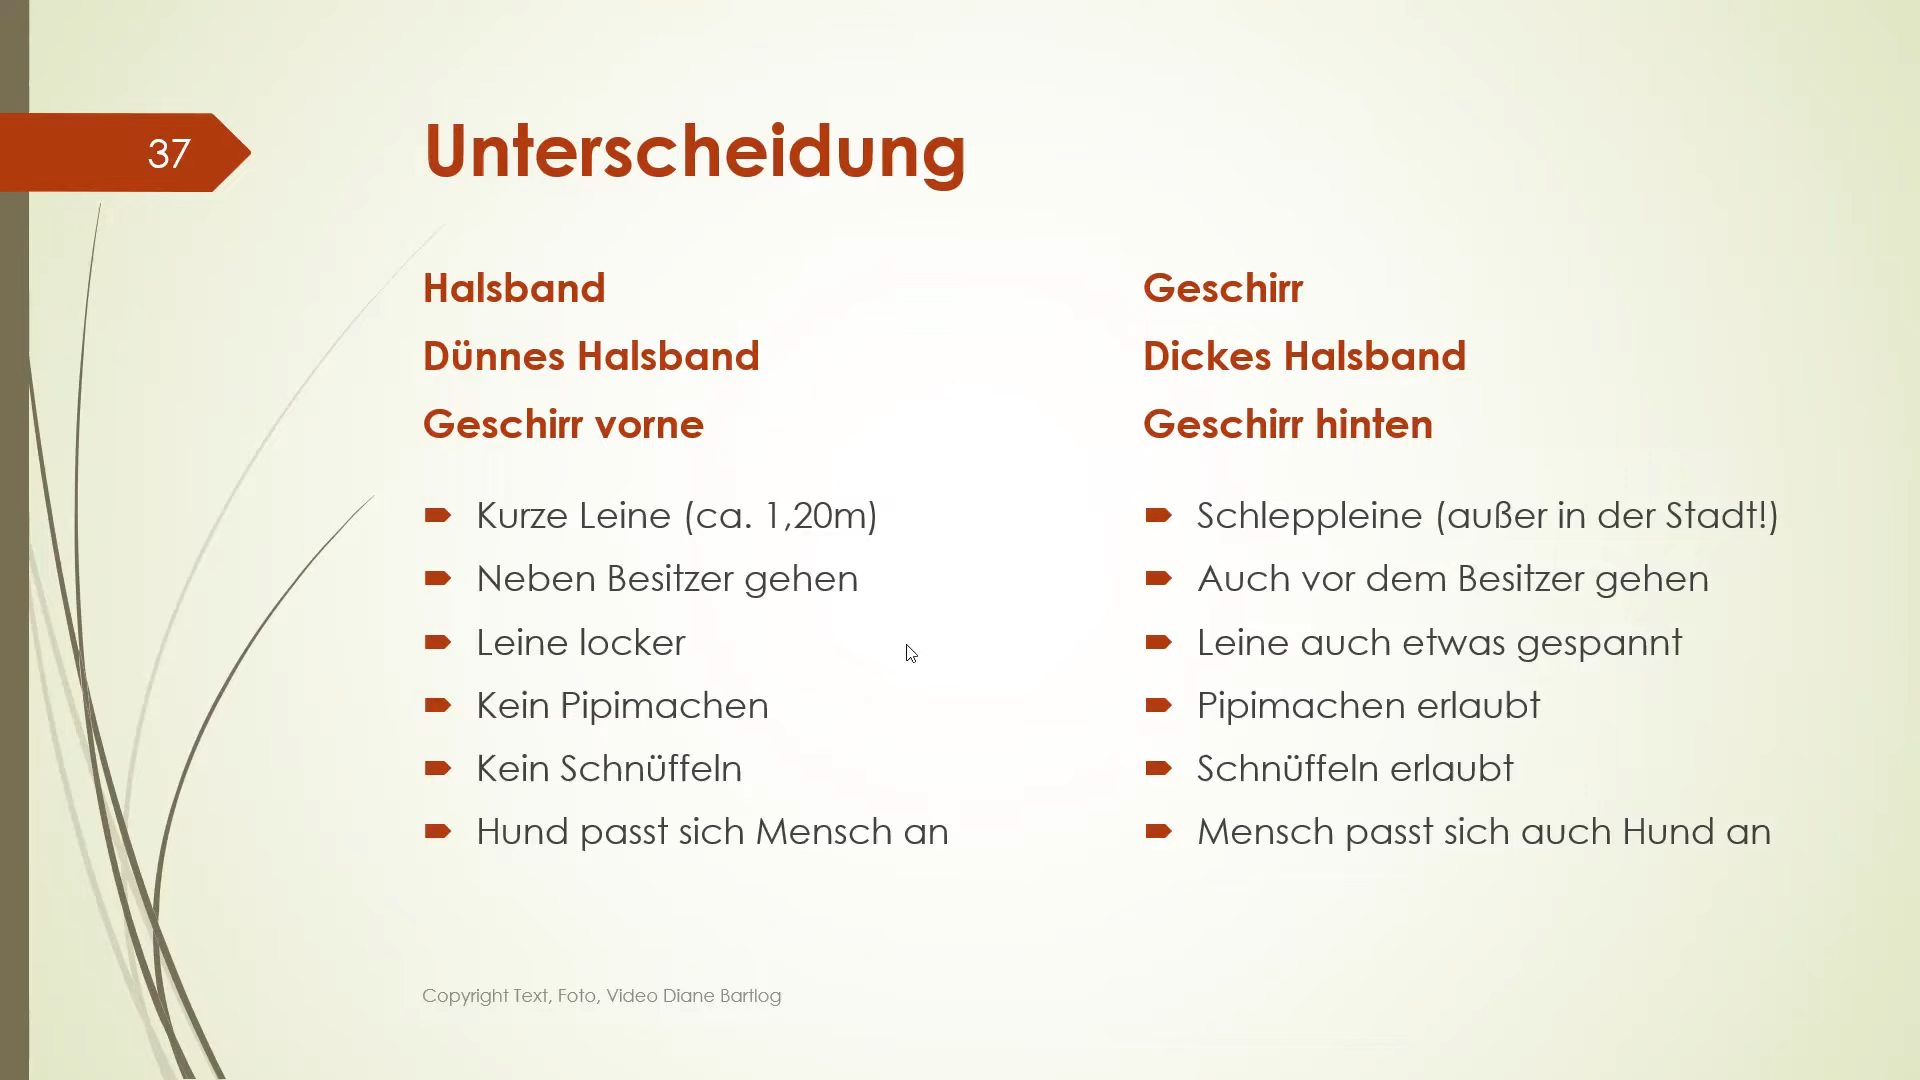 37
Unterscheidung
Halsband
Dünnes Halsband
Geschirr vorne
Kurze Leine (ca. 1,20m)
Neben Besitzer gehen
Leine locker
Kein Pipimachen
Kein Schnüffeln
Hund passt sich Mensch an
Geschirr
Dickes Halsband
Geschirr hinten
Schleppleine (außer in der Stadt!)
Auch vor dem Besitzer gehen
Leine auch etwas gespannt
Pipimachen erlaubt
Schnüffeln erlaubt
Mensch passt sich auch Hund an
Copyright Text, Foto, Video Diane Bartlog